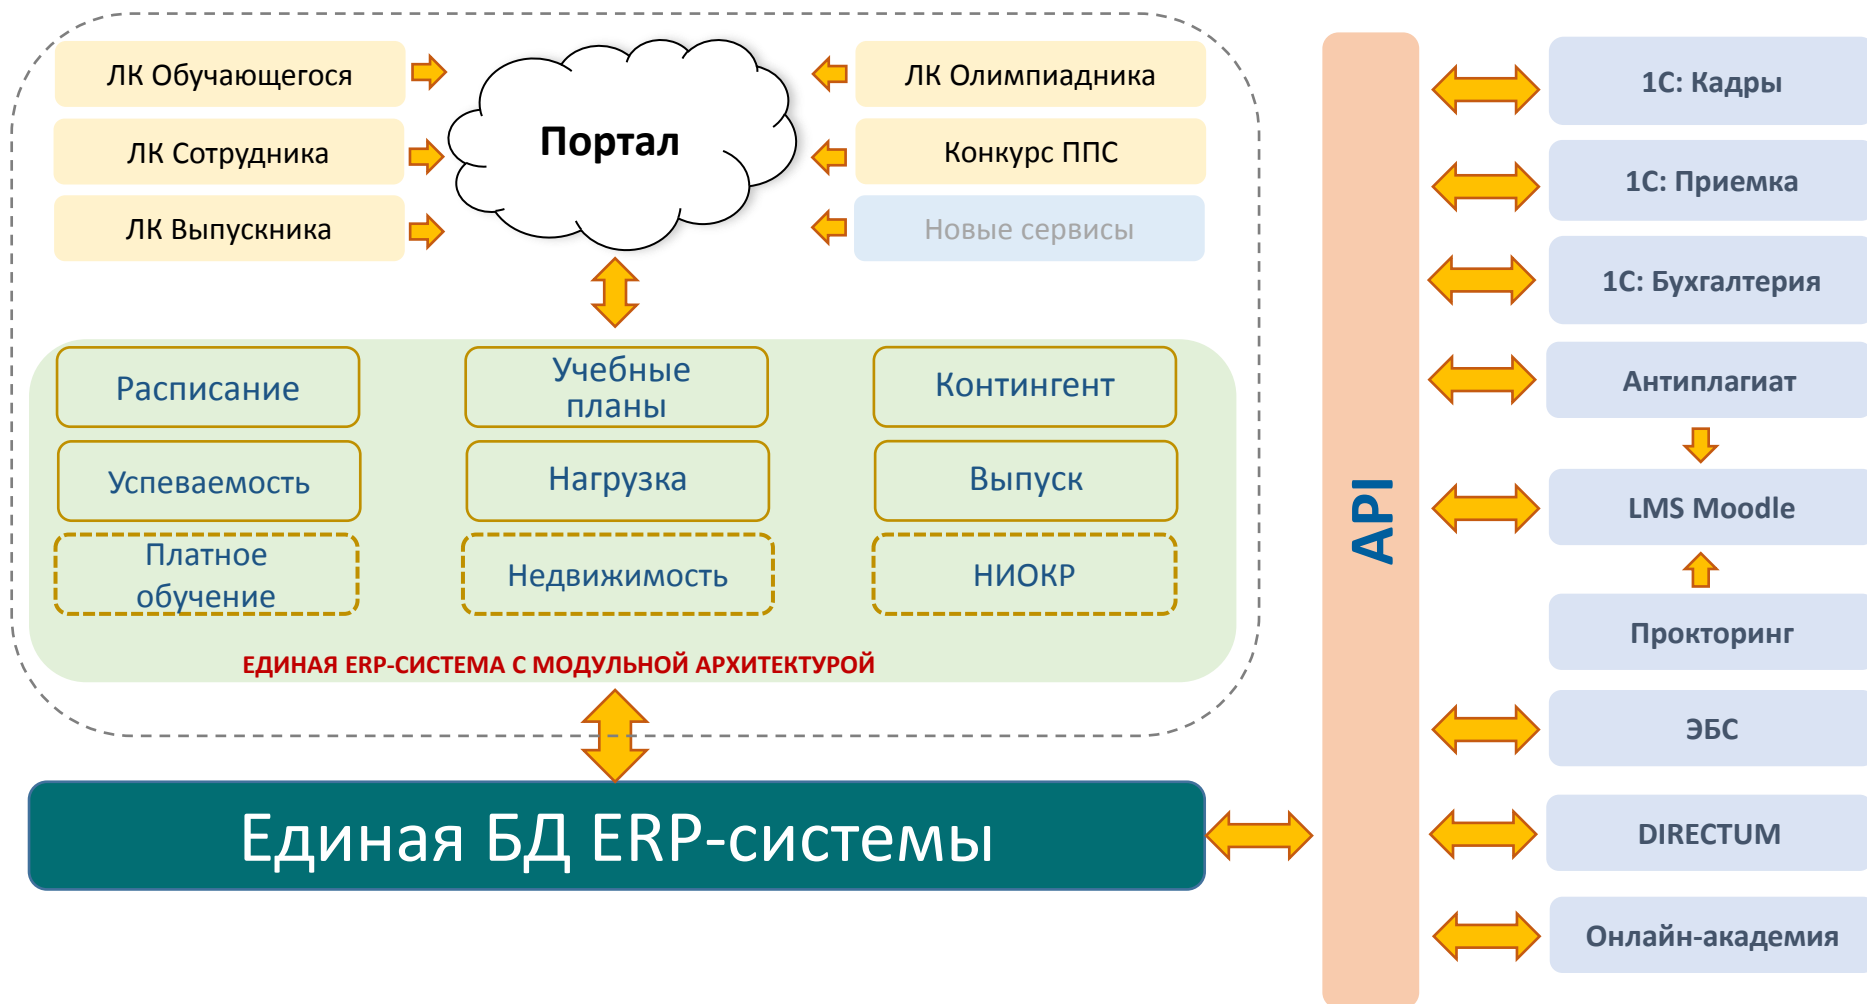 ЛК Обучающегося
ЛК Сотрудника
ЛК Выпускника
Портал
ЛК Олимпиадника
Конкурс ППС
Новые сервисы
Расписание
Учебные
планы
Контингент
Успеваемость
Нагрузка
Выпуск
Платное
обучение
Недвижимость
НИОКР
ЕДИНАЯ ERP-СИСТЕМА С МОДУЛЬНОЙ АРХИТЕКТУРОЙ
Единая БД ERP-системы
API
1С: Кадры
1С: Приемка
1С: Бухгалтерия
Антиплагиат
LMS Moodle
Прокторинг
ЭБС
DIRECTUM
Онлайн-академия